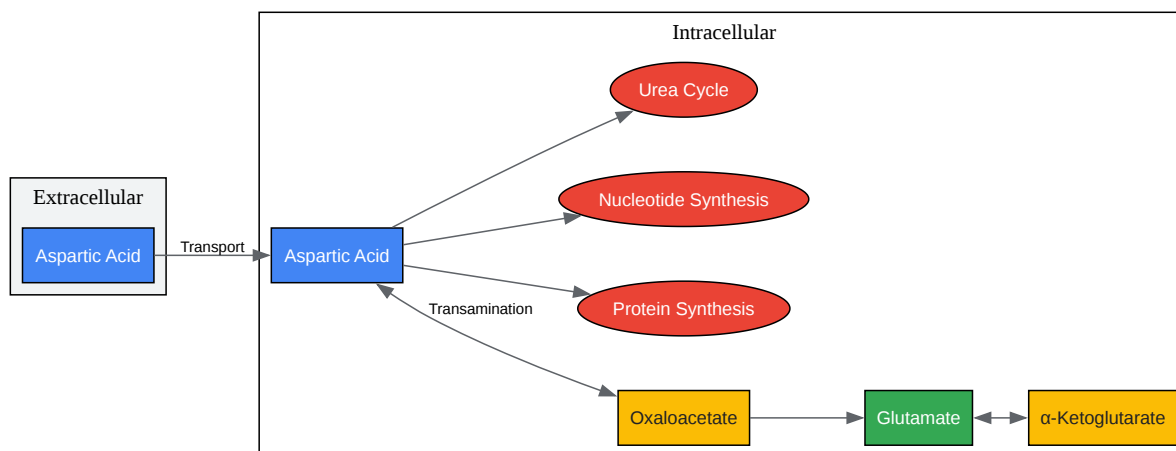 Intracellular
Urea Cycle
Extracellular
Nucleotide Synthesis
Aspartic Acid
Transport
Aspartic Acid
Protein Synthesis
Transamination
Oxaloacetate
Glutamate
α-Ketoglutarate